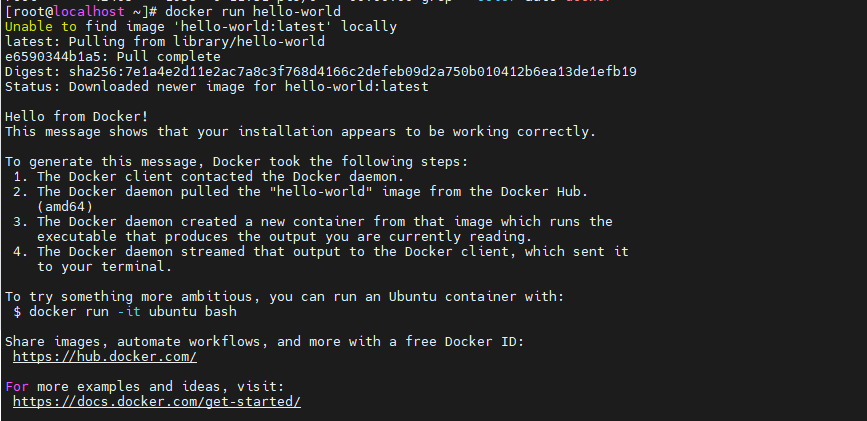 [root@localhost ~]# docker run hello-world
Unable to find image 'hello-world:latest' locally
latest: Pulling from library/hello-world
e6590344b1a5: Pull complete
Digest: sha256:7e1a4e2d11e2ac7a8c3f768d4166c2defeb09d2a750b010412b6ea13de1efb19
Status: Downloaded newer image for hello-world:latest
Hello from Docker!
This message shows that your installation appears to be working correctly.
To generate this message, Docker took the following steps:
1. The Docker client contacted the Docker daemon.
2. The Docker daemon pulled the "hello-world" image from the Docker Hub.
(amd64)
3. The Docker daemon created a new container from that image which runs the
executable that produces the output you are currently reading.
4. The Docker daemon streamed that output to the Docker client, which sent it
to your terminal.
To try something more ambitious, you can run an Ubuntu container with:
$ docker run -it ubuntu bash
Share images, automate workflows, and more with a free Docker ID:
https://hub.docker.com/
For more examples and ideas, visit:
https://docs.docker.com/get-started/